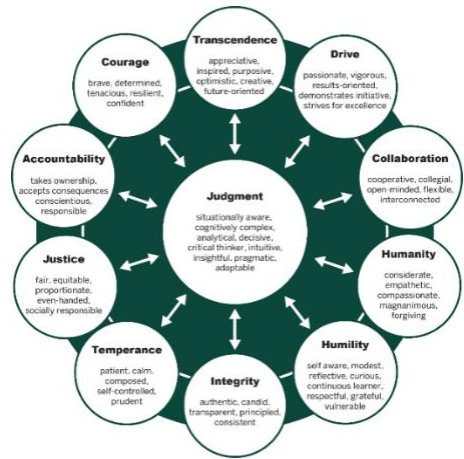 Transcendence
appreciative,
inspired, purposive,
optimistic, creative,
future-oriented
Drive
passionate, vigorous,
results-oriented,
demonstrates initiative,
strives for excellence
Collaboration
cooperative, collegial,
open-minded, flexible,
interconnected
Humanity
considerate,
empathetic,
compassionate,
magnanimous,
forgiving
Humility
self aware, modest,
reflective, curious,
continuous learner,
respectful, grateful,
vulnerable
Integrity
authentic, candid,
transparent, principled,
consistent
Temperance
patient, calm,
composed,
self-controlled,
prudent
Justice
fair, equitable,
proportionate,
even-handed,
socially responsible
Accountability
takes ownership,
accepts consequences
conscientious,
responsible
Courage
brave, determined,
tenacious, resilient,
confident
Judgment
situationally aware,
cognitively complex,
analytical, decisive,
critical thinker, intuitive,
insightful, pragmatic,
adaptable